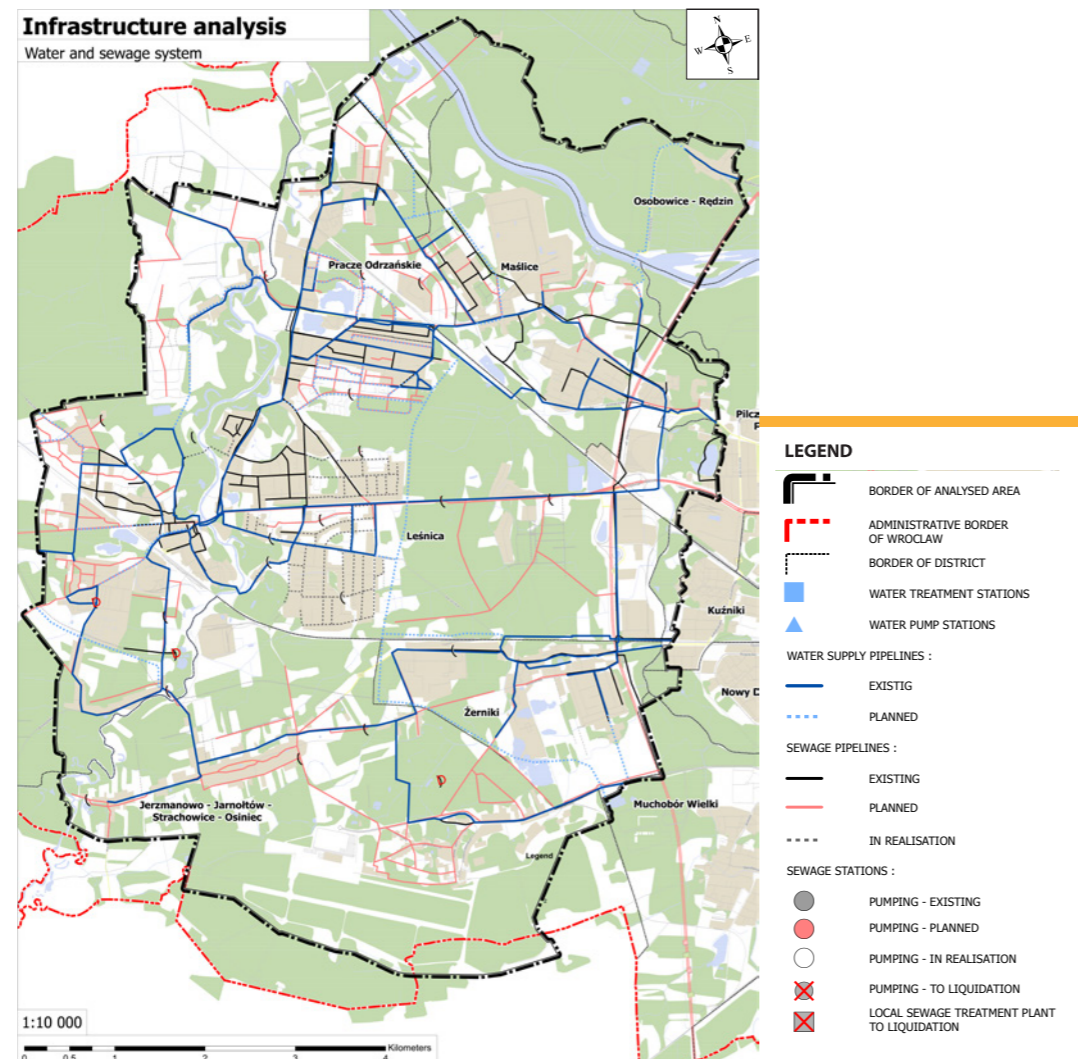 Infrastructure analysis
Water and sewage system
N
W
E
S
Osobowice - Rędzin
Pracze Odrzańskie
Maślice
Pilcz
Leśnica
Kuźniki
Nowy D
Żerniki
Muchobór Wielki
Jerzmanowo - Jarnołtów -
Strachowice - Osiniec
Legend
1:10 000
Kilometers
0 0.5 1 2 3 4
LEGEND
BORDER OF ANALYSED AREA
ADMINISTRATIVE BORDER
OF WROCLAW
BORDER OF DISTRICT
WATER TREATMENT STATIONS
WATER PUMP STATIONS
WATER SUPPLY PIPELINES :
EXISTIG
PLANNED
SEWAGE PIPELINES :
EXISTING
PLANNED
IN REALISATION
SEWAGE STATIONS :
PUMPING - EXISTING
PUMPING - PLANNED
PUMPING - IN REALISATION
PUMPING - TO LIQUIDATION
LOCAL SEWAGE TREATMENT PLANT
TO LIQUIDATION